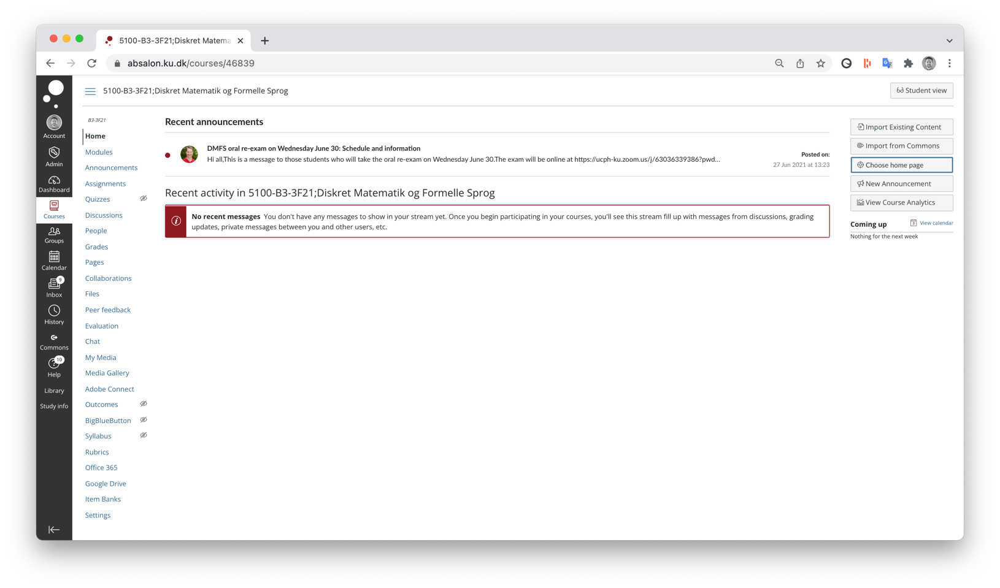 5100-B3-3F21;Diskret Matema
absalon.ku.dk/courses/46839
5100-B3-3F21;Diskret Matematik og Formelle Sprog
Student view
Account
Admin
Dashboard
Courses
Groups
Calendar
9
Inbox
History
Commons
10
Help
Library
Study info
B3-3F21
Home
Modules
Announcements
Assignments
Quizzes
Discussions
People
Grades
Pages
Collaborations
Files
Peer feedback
Evaluation
Chat
My Media
Media Gallery
Adobe Connect
Outcomes
BigBlueButton
Syllabus
Rubrics
Office 365
Google Drive
Item Banks
Settings
Recent announcements
DMFS oral re-exam on Wednesday June 30: Schedule and information
Hi all,This is a message to those students who will take the oral re-exam on Wednesday June 30.The exam will be online at https://ucph-ku.zoom.us/j/63036339386?pwd...
Posted on:
27 Jun 2021 at 13:23
Recent activity in 5100-B3-3F21;Diskret Matematik og Formelle Sprog
No recent messages You don't have any messages to show in your stream yet. Once you begin participating in your courses, you'll see this stream fill up with messages from discussions, grading
updates, private messages between you and other users, etc.
Import Existing Content
Import from Commons
Choose home page
New Announcement
View Course Analytics
Coming up
View calendar
Nothing for the next week